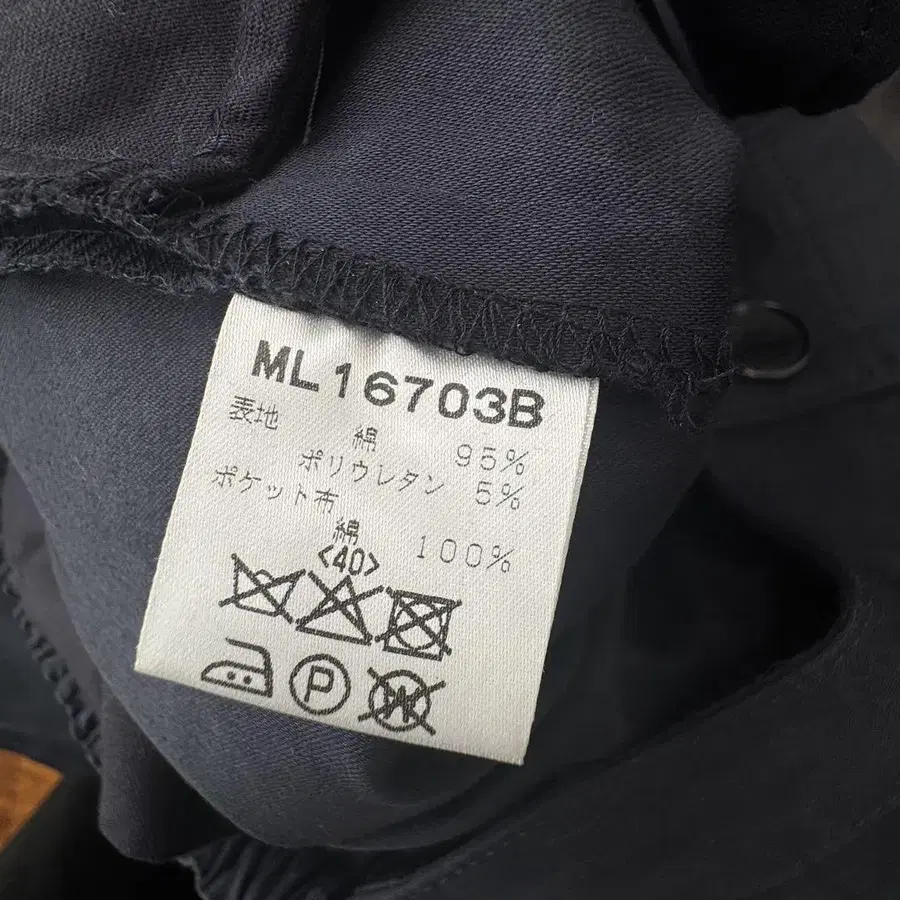 ML16703B
表地
綿 95%
ポリウレタン 5%
ポケット布
綿 100%
<40>
P
W